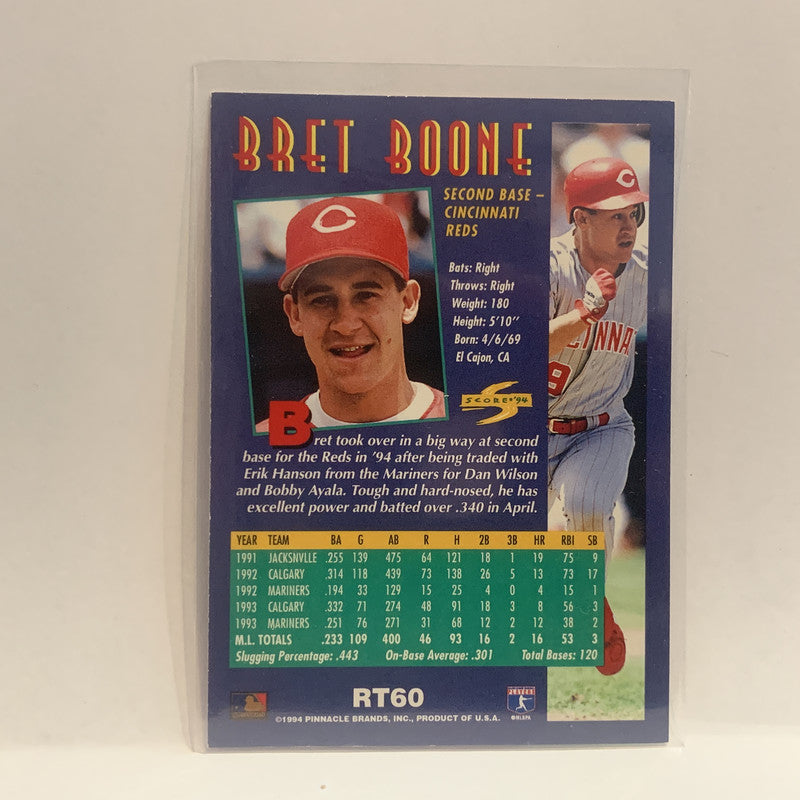 BRET BOONE
SECOND BASE –
CINCINNATI
REDS
C
C
Bats: Right
Throws: Right
Weight: 180
Height: 5'10"
Born: 4/6/69
El Cajon, CA
CINNA
9
SCORE '94
Bret took over in a big way at second
base for the Reds in '94 after being traded with
Erik Hanson from the Mariners for Dan Wilson
and Bobby Ayala. Tough and hard-nosed, he has
excellent power and batted over .340 in April.
YEAR TEAM BA G AB R H 2B 3B HR RBI SB
1991 JACKSNVLLE .255 139 475 64 121 18 1 19 75 9
1992 CALGARY .314 118 439 73 138 26 5 13 73 17
1992 MARINERS .194 33 129 15 25 4 0 4 15 1
1993 CALGARY .332 71 274 48 91 18 3 8 56 3
1993 MARINERS .251 76 271 31 68 12 2 12 38 2
M.L. TOTALS .233 109 400 46 93 16 2 16 53 3
Slugging Percentage: .443 On-Base Average: .301 Total Bases: 120
RT60
PLAYERS
©MLBPA
©1994 PINNACLE BRANDS, INC., PRODUCT OF U.S.A.